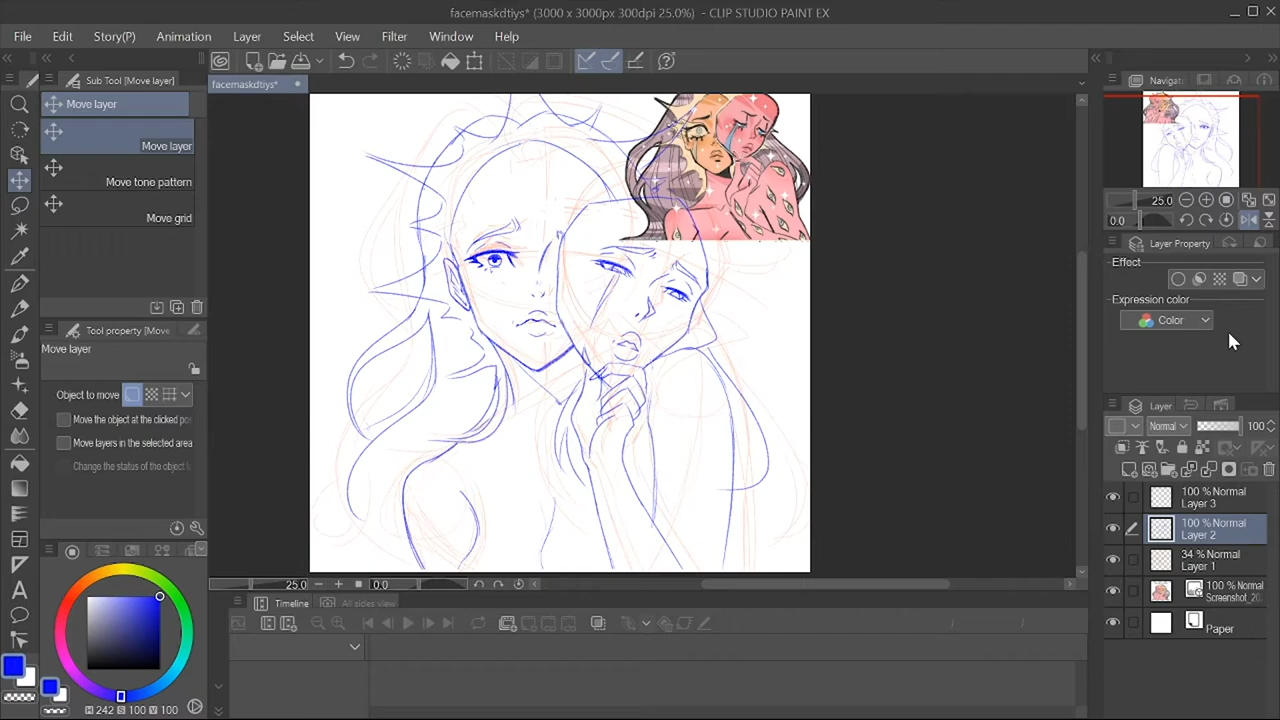 facemaskdtiys* (3000 x 3000px 300dpi 25.0%) - CLIP STUDIO PAINT EX
File Edit Story(P) Animation Layer Select View Filter Window Help
Sub Tool [Move layer]
Move layer
Move layer
Move tone pattern
Move grid
Tool property [Move
Move layer
Object to move
Move the object at the clicked po
Move layers in the selected area
Change the status of the object
H 242 S 100 V 100
facemaskdtiys*
25.0
0.0
Timeline
All sides view
Navigat
25.0
0.0
Layer Property
Effect
Expression color
Color
Layer
Normal
100
100 % Normal
Layer 3
100 % Normal
Layer 2
34 % Normal
Layer 1
100 % Normal
Screenshot_20
Paper